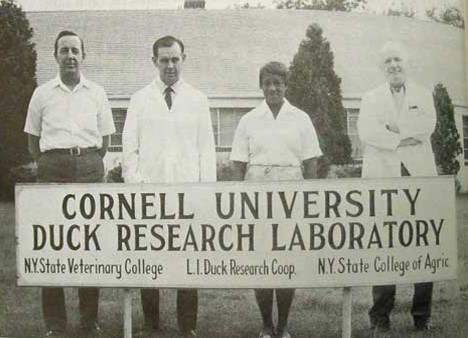 CORNELL UNIVERSITY
DUCK RESEARCH LABORATORY
N.Y. State Veterinary College L.I. Duck Research Coop. N.Y. State College of Agric.